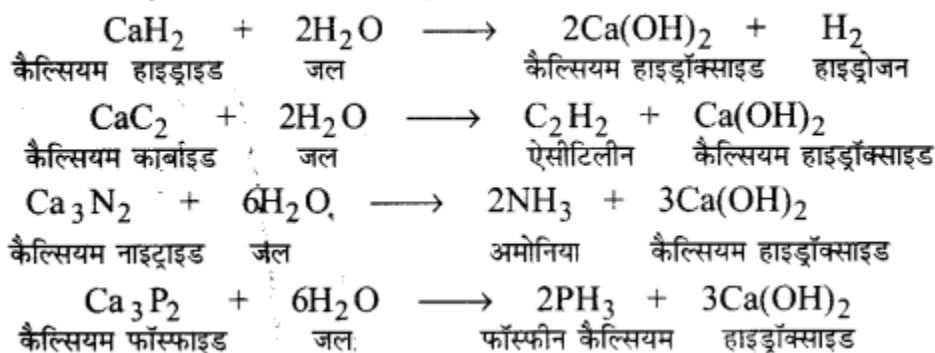 CaH₂ + 2H₂O ⟶ 2Ca(OH)₂ + H₂
कैल्सियम हाइड्राइड जल कैल्सियम हाइड्रॉक्साइड हाइड्रोजन
CaC₂ + 2H₂O ⟶ C₂H₂ + Ca(OH)₂
कैल्सियम कार्बाइड जल ऐसीटिलीन कैल्सियम हाइड्रॉक्साइड
Ca₃N₂ + 6H₂O ⟶ 2NH₃ + 3Ca(OH)₂
कैल्सियम नाइट्राइड जल अमोनिया कैल्सियम हाइड्रॉक्साइड
Ca₃P₂ + 6H₂O ⟶ 2PH₃ + 3Ca(OH)₂
कैल्सियम फॉस्फाइड जल फॉस्फीन कैल्सियम हाइड्रॉक्साइड